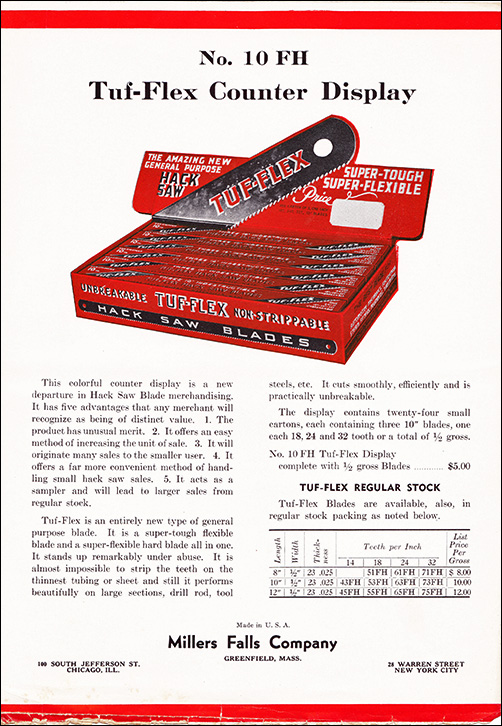 No. 10 FH
Tuf-Flex Counter Display
THE AMAZING NEW
GENERAL PURPOSE
HACK
SAW
TUF-FLEX
SUPER-TOUGH
SUPER-FLEXIBLE
Price
TUF-FLEX
TUF-FLEX
TUF-FLEX
TUF-FLEX
UNBREAKABLE TUF-FLEX NON-STRIPPABLE
HACK SAW BLADES
This colorful counter display is a new
departure in Hack Saw Blade merchandising.
It has five advantages that any merchant will
recognize as being of distinct value. 1. The
product has unusual merit. 2. It offers an easy
method of increasing the unit of sale. 3. It will
originate many sales to the smaller user. 4. It
offers a far more convenient method of hand-
ling small hack saw sales. 5. It acts as a
sampler and will lead to larger sales from
regular stock.
Tuf-Flex is an entirely new type of general
purpose blade. It is a super-tough flexible
blade and a super-flexible hard blade all in one.
It stands up remarkably under abuse. It is
almost impossible to strip the teeth on the
thinnest tubing or sheet and still it performs
beautifully on large sections, drill rod, tool
steels, etc. It cuts smoothly, efficiently and is
practically unbreakable.
The display contains twenty-four small
cartons, each containing three 10" blades, one
each 18, 24 and 32 tooth or a total of ½ gross.
No. 10 FH Tuf-Flex Display
complete with ½ gross Blades ............ $5.00
TUF-FLEX REGULAR STOCK
Tuf-Flex Blades are available, also, in
regular stock packing as noted below.
Length Width Thick-ness Teeth per Inch List Price Per Gross
14 18 24 32
8" ½" 23 .025 51FH 61FH 71FH $ 8.00
10" ½" 23 .025 43FH 53FH 63FH 73FH 10.00
12" ½" 23 .025 45FH 55FH 65FH 75FH 12.00
Made in U. S. A.
Millers Falls Company
GREENFIELD, MASS.
100 SOUTH JEFFERSON ST.
CHICAGO, ILL.
28 WARREN STREET
NEW YORK CITY